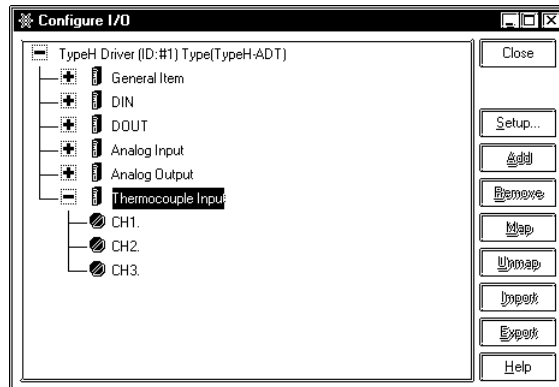 Configure I/O
TypeH Driver (ID:#1) Type(TypeH-ADT)
General Item
DIN
DOUT
Analog Input
Analog Output
Thermocouple Input
CH1.
CH2.
CH3.
Close
Setup...
Add
Remove
Map
Unmap
Import
Export
Help